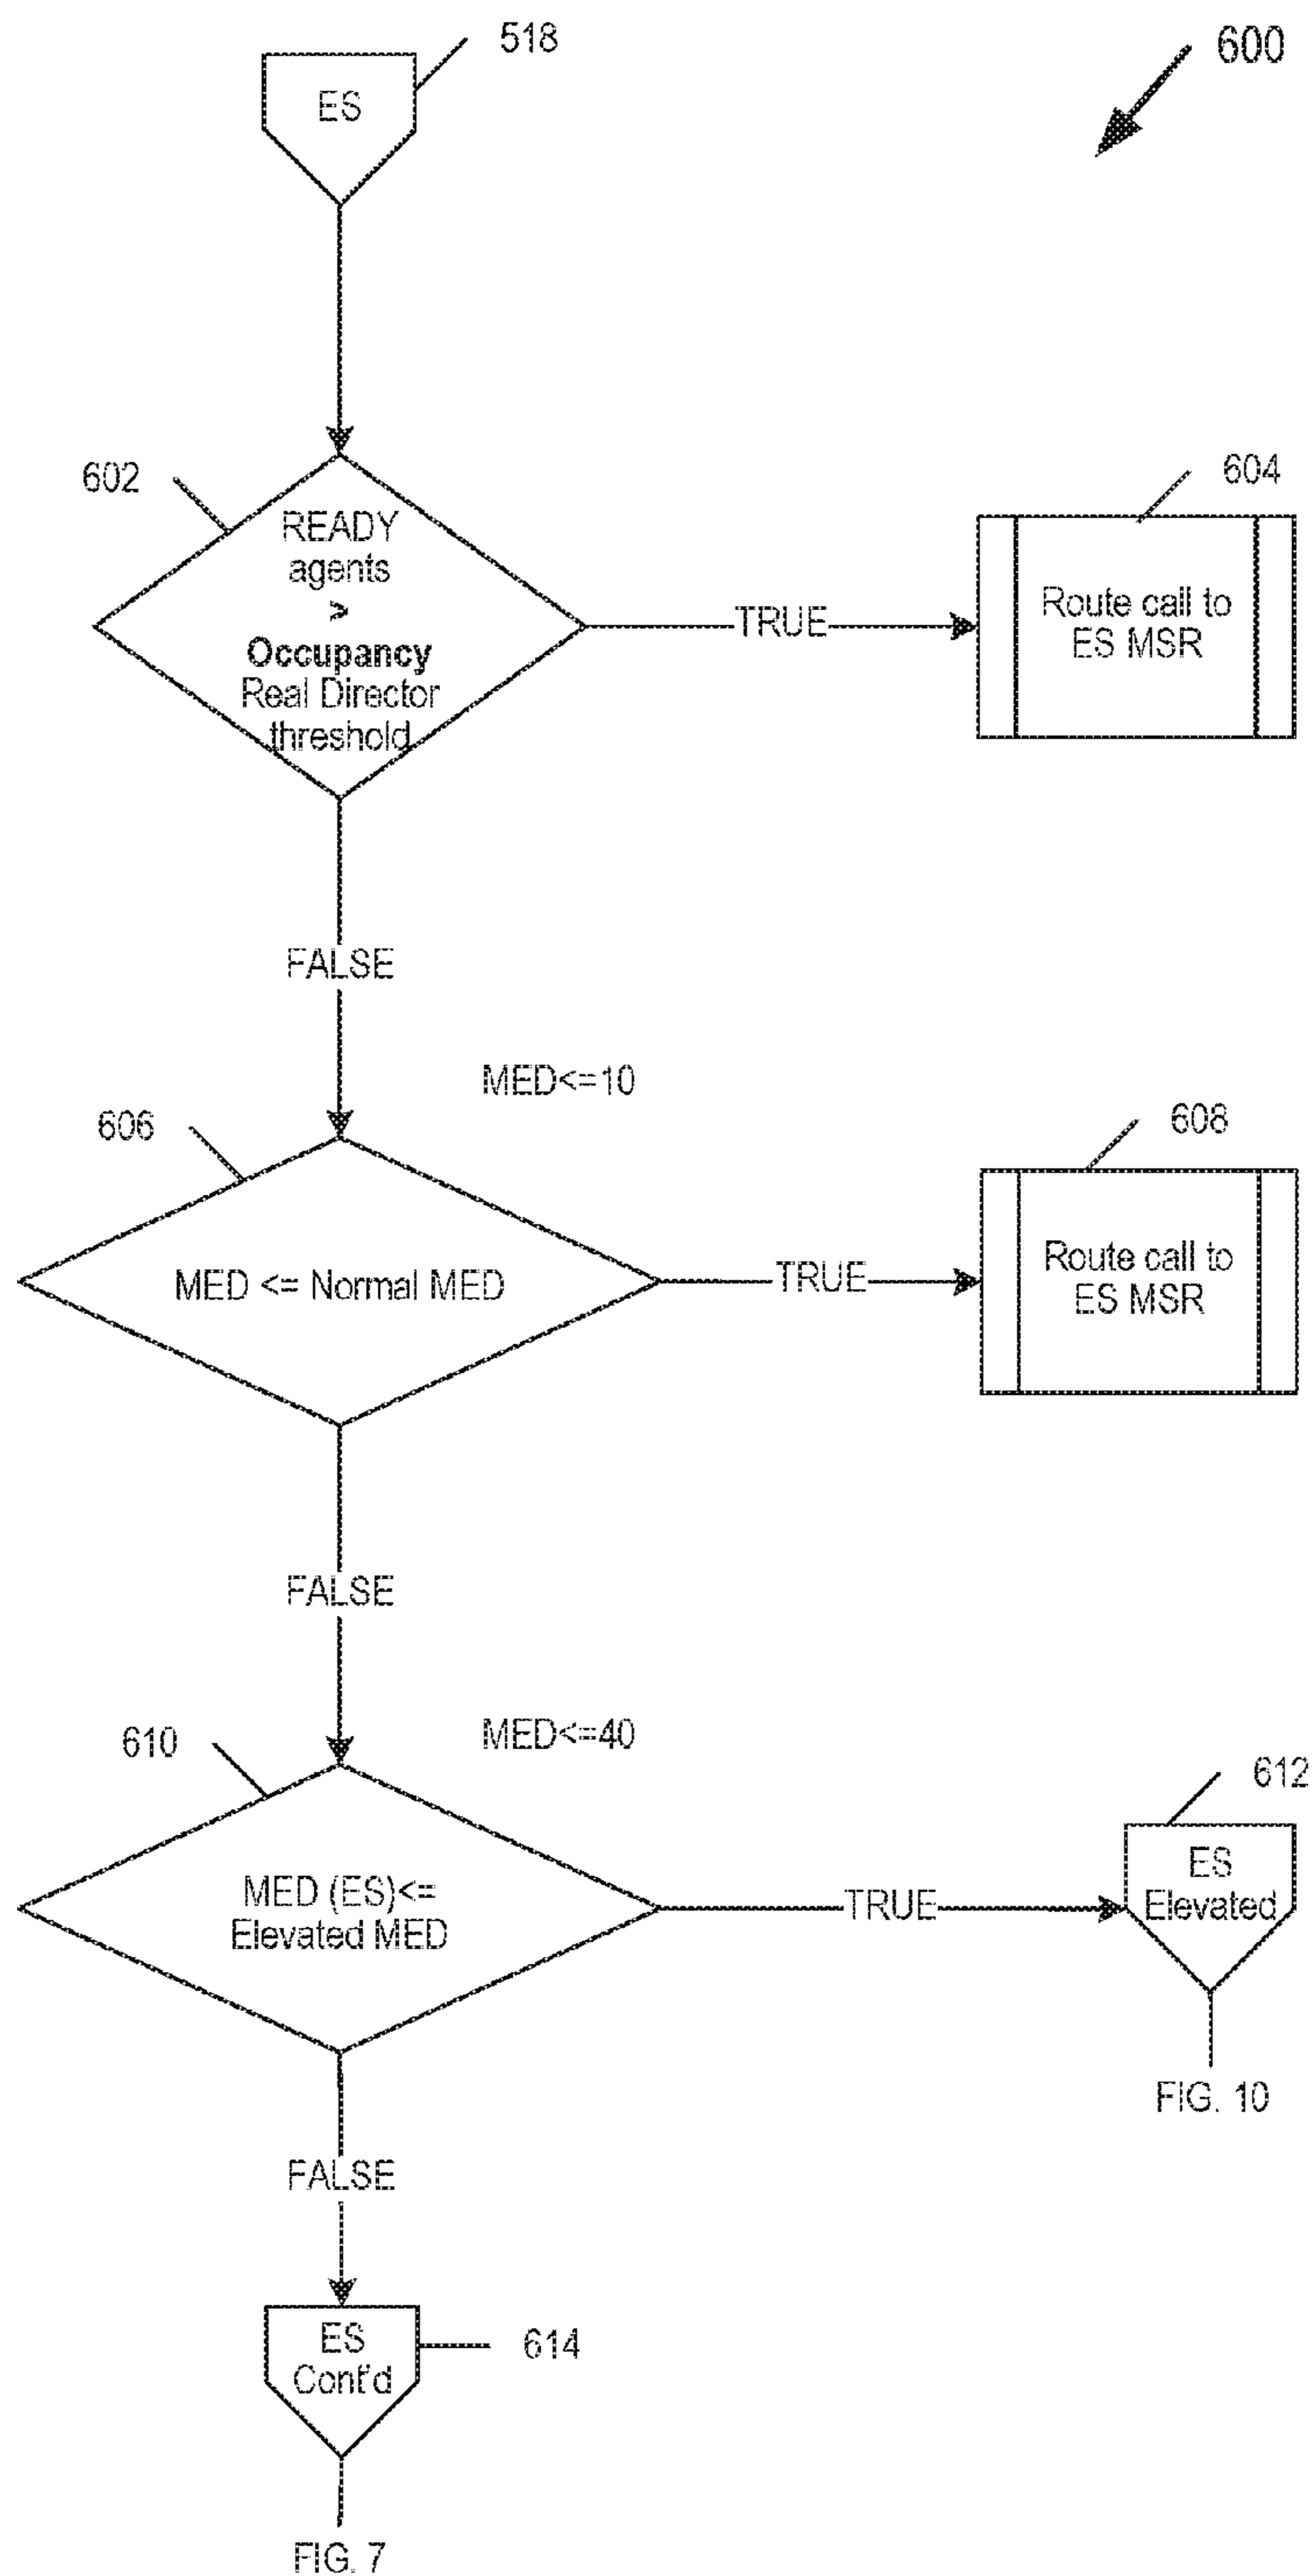 518
600
ES
602
READY
agents
>
Occupancy
Real Director
threshold
TRUE
604
Route call to
ES MSR
FALSE
MED<=10
606
MED <= Normal MED
TRUE
608
Route call to
ES MSR
FALSE
MED<=40
610
MED (ES)<=
Elevated MED
TRUE
612
ES
Elevated
FIG. 10
FALSE
ES
Cont'd
614
FIG. 7